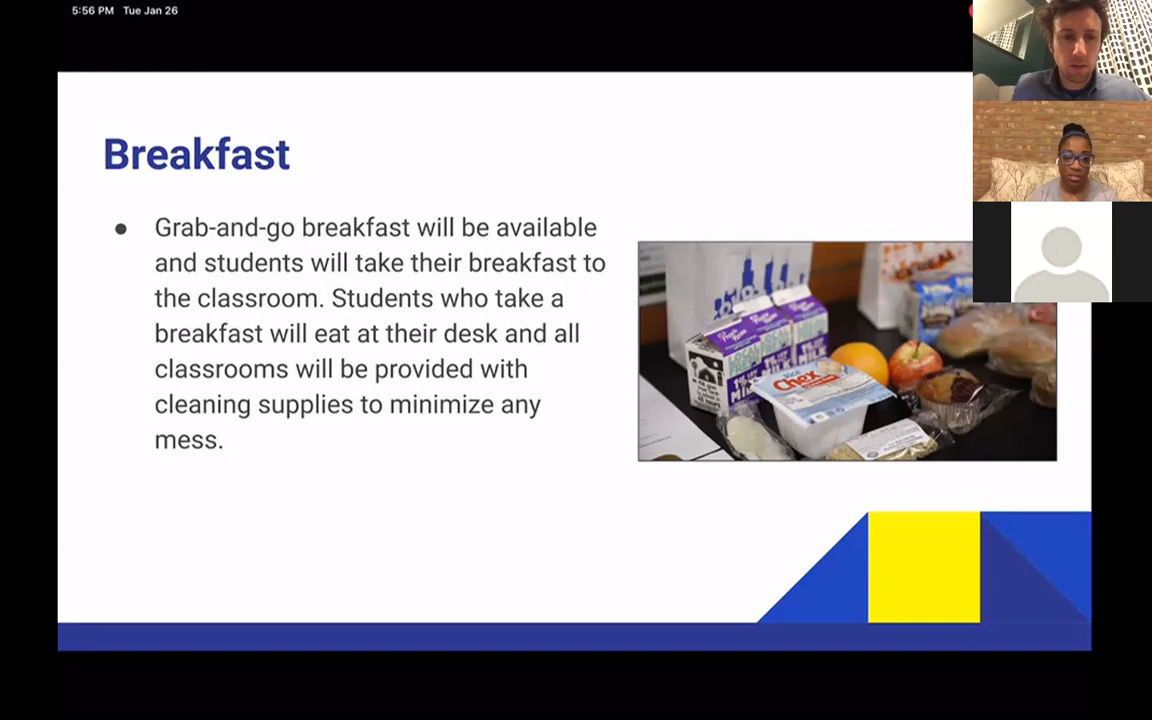 5:56 PM Tue Jan 26
Breakfast
● Grab-and-go breakfast will be available
and students will take their breakfast to
the classroom. Students who take a
breakfast will eat at their desk and all
classrooms will be provided with
cleaning supplies to minimize any
mess.
Chex